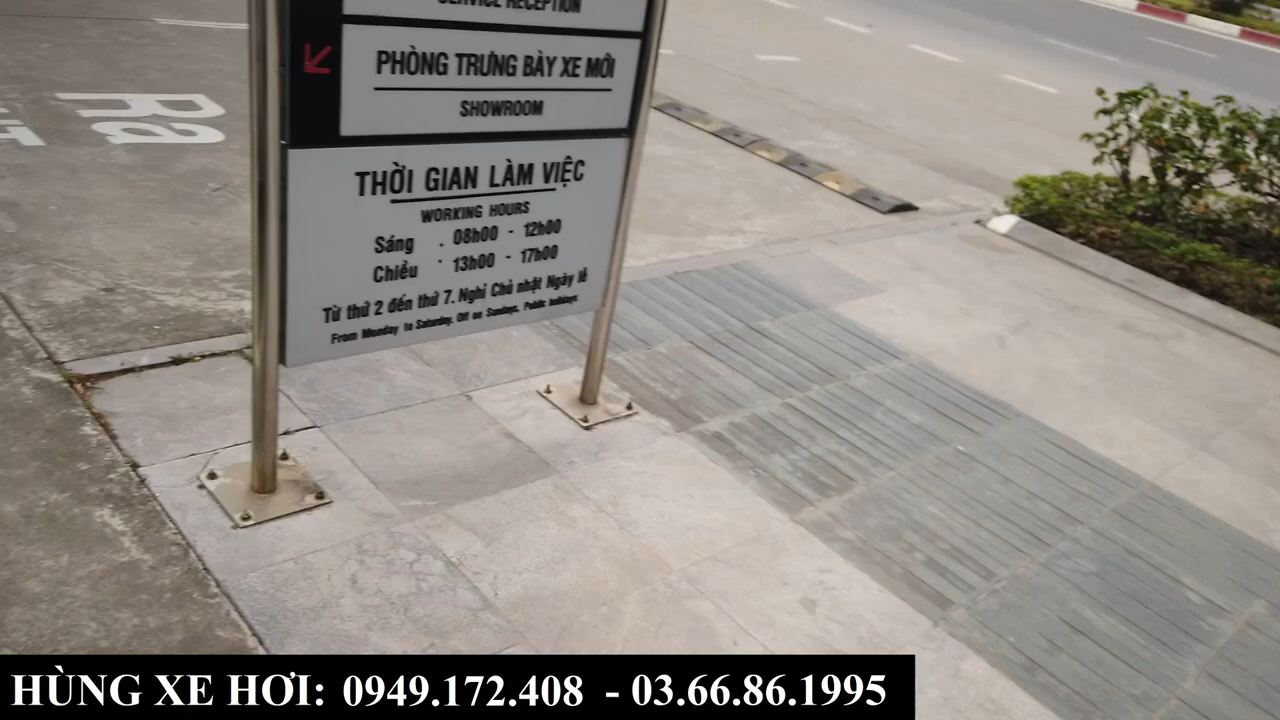 SERVICE RECEPTION
PHÒNG TRƯNG BÀY XE MỚI
SHOWROOM
THỜI GIAN LÀM VIỆC
WORKING HOURS
Sáng : 08h00 - 12h00
Chiều : 13h00 - 17h00
Từ thứ 2 đến thứ 7. Nghỉ Chủ nhật Ngày lễ
From Monday to Saturday. Off on Sundays, Public holidays
Ra
HÙNG XE HƠI: 0949.172.408 - 03.66.86.1995